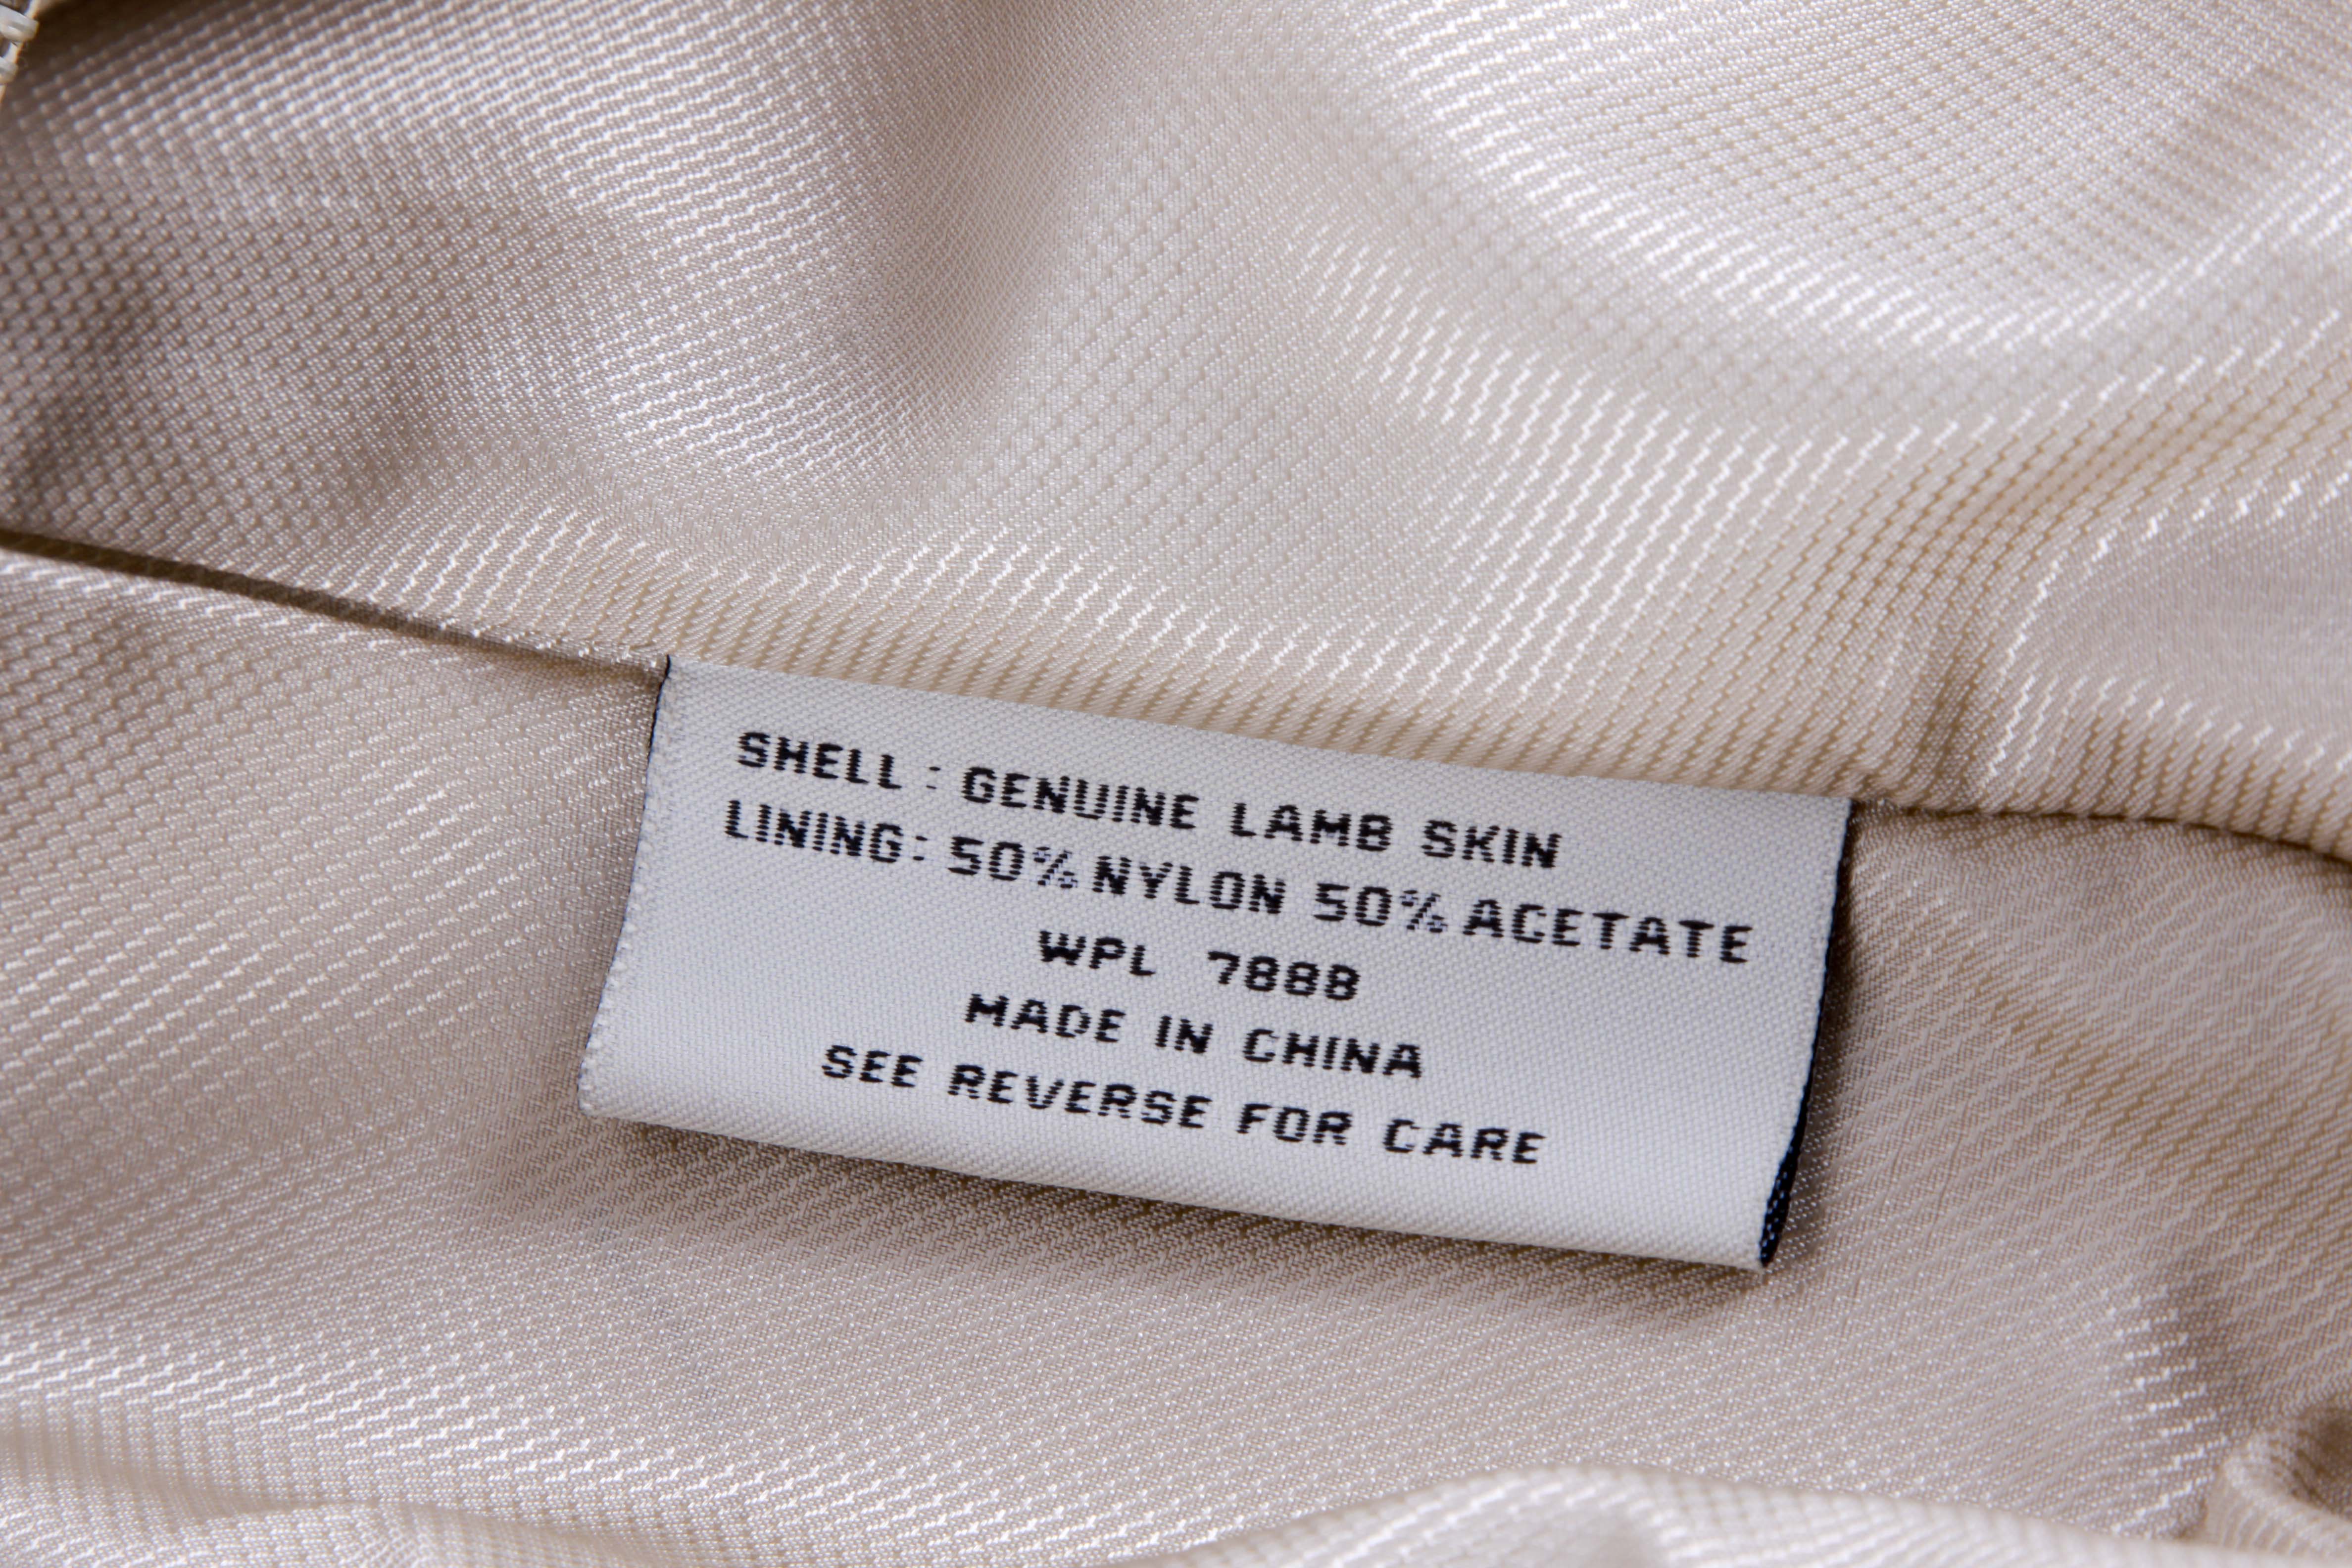 SHELL : GENUINE LAMB SKIN
LINING: 50% NYLON 50% ACETATE
WPL 7888
MADE IN CHINA
SEE REVERSE FOR CARE